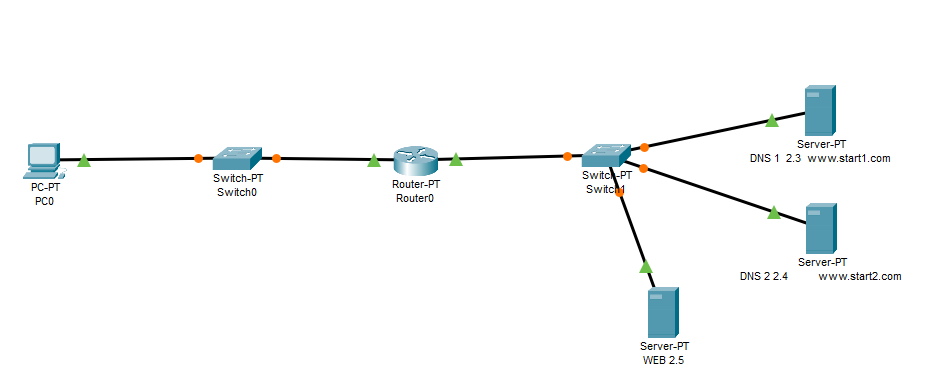 PC-PT
PC0
Switch-PT
Switch0
Router-PT
Router0
Switch-PT
Switch1
Server-PT
DNS 1 2.3 www.start1.com
Server-PT
DNS 2 2.4 www.start2.com
Server-PT
WEB 2.5